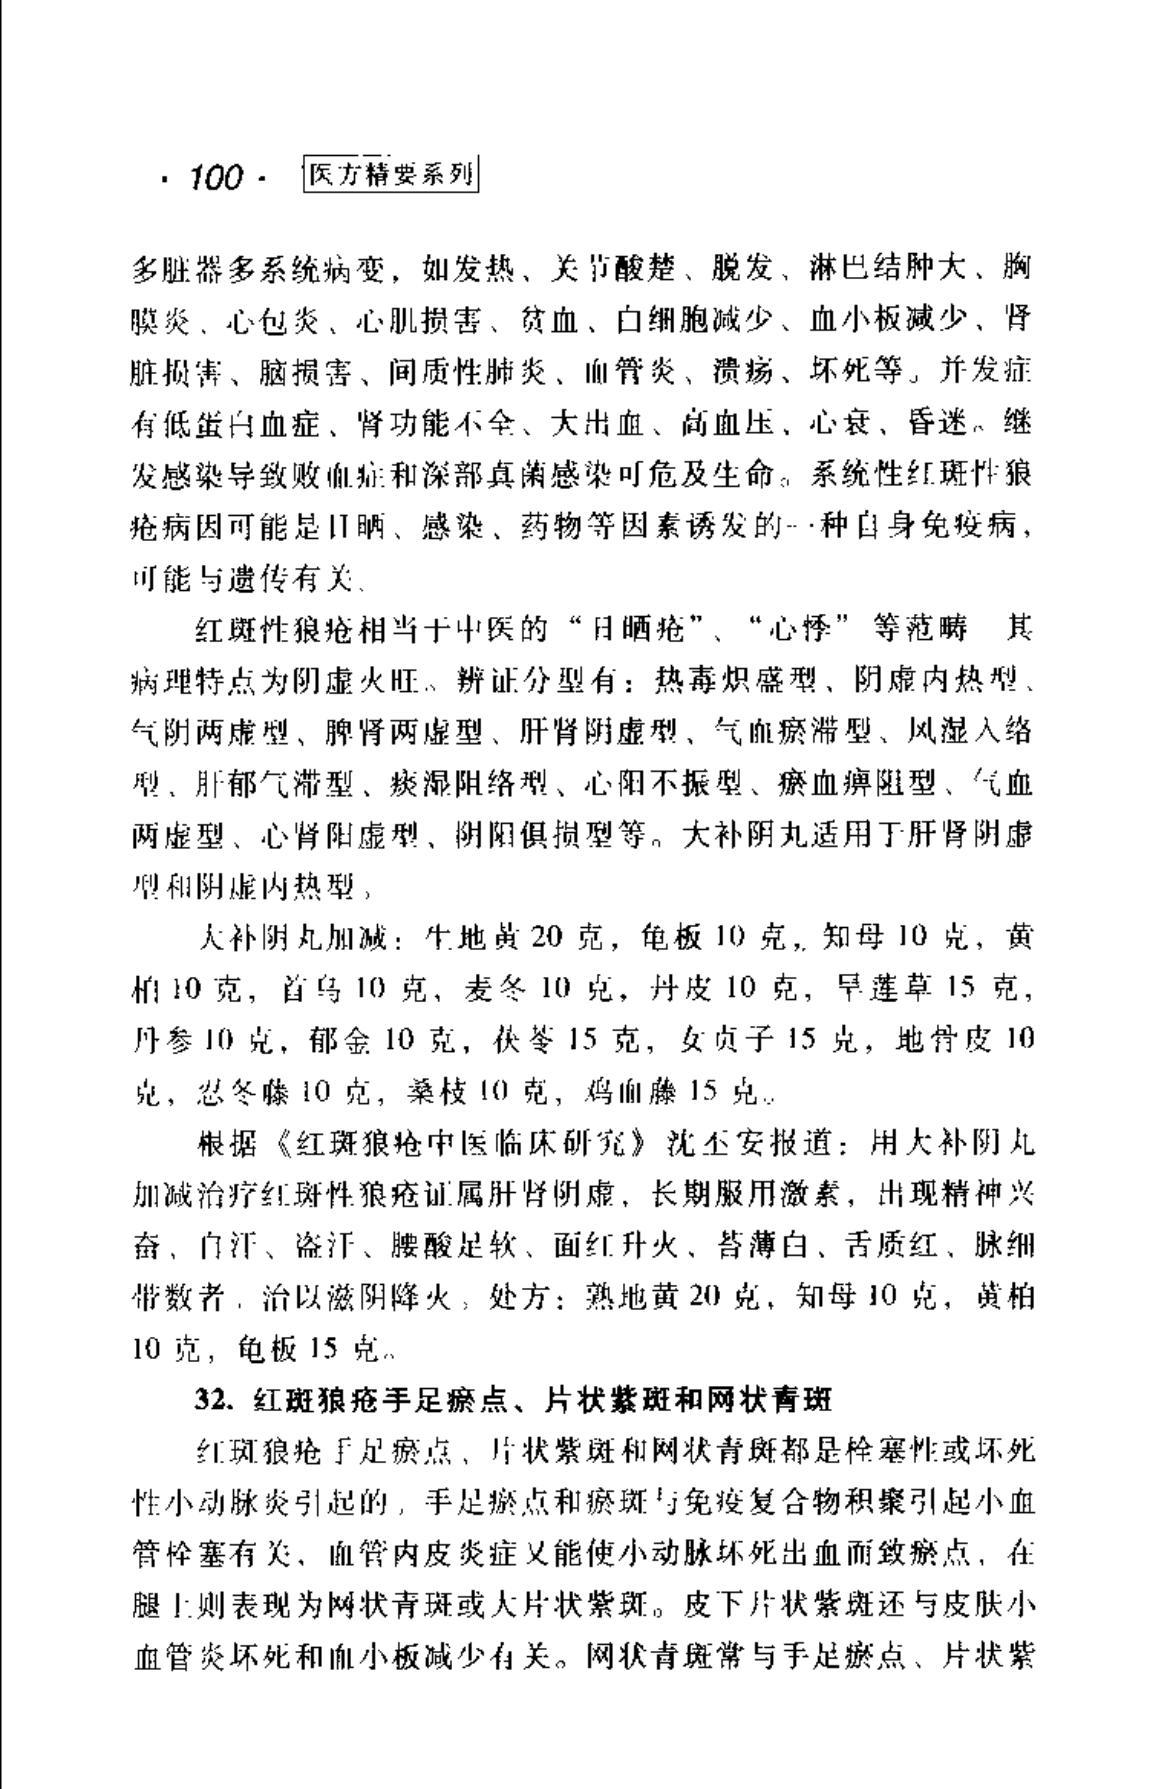 · 100 · 医方精要系列
多脏器多系统病变，如发热、关节酸楚、脱发、淋巴结肿大、胸
膜炎、心包炎、心肌损害、贫血、白细胞减少、血小板减少、肾
脏损害、脑损害、间质性肺炎、血管炎、溃疡、坏死等。并发症
有低蛋白血症、肾功能不全、大出血、高血压、心衰、昏迷。继
发感染导致败血症和深部真菌感染可危及生命。系统性红斑性狼
疮病因可能是日晒、感染、药物等因素诱发的一种自身免疫病，
可能与遗传有关。
红斑性狼疮相当于中医的“日晒疮”、“心悸”等范畴　其
病理特点为阴虚火旺。辨证分型有：热毒炽盛型、阴虚内热型、
气阴两虚型、脾肾两虚型、肝肾阴虚型、气血瘀滞型、风湿入络
型、肝郁气滞型、痰湿阻络型、心阳不振型、瘀血痹阻型、气血
两虚型、心肾阳虚型、阴阳俱损型等。大补阴丸适用于肝肾阴虚
型和阴虚内热型。
大补阴丸加减：生地黄 20 克，龟板 10 克，知母 10 克，黄
柏 10 克，首乌 10 克，麦冬 10 克，丹皮 10 克，旱莲草 15 克，
丹参 10 克，郁金 10 克，茯苓 15 克，女贞子 15 克，地骨皮 10
克，忍冬藤 10 克，桑枝 10 克，鸡血藤 15 克。
根据《红斑狼疮中医临床研究》沈丕安报道：用大补阴丸
加减治疗红斑性狼疮证属肝肾阴虚，长期服用激素，出现精神兴
奋、自汗、盗汗、腰酸足软、面红升火、苔薄白、舌质红、脉细
带数者，治以滋阴降火。处方：熟地黄 20 克，知母 10 克，黄柏
10 克，龟板 15 克。
32. 红斑狼疮手足瘀点、片状紫斑和网状青斑
红斑狼疮手足瘀点、片状紫斑和网状青斑都是栓塞性或坏死
性小动脉炎引起的，手足瘀点和瘀斑与免疫复合物积聚引起小血
管栓塞有关，血管内皮炎症又能使小动脉坏死出血而致瘀点，在
腿上则表现为网状青斑或大片状紫斑。皮下片状紫斑还与皮肤小
血管炎坏死和血小板减少有关。网状青斑常与手足瘀点、片状紫